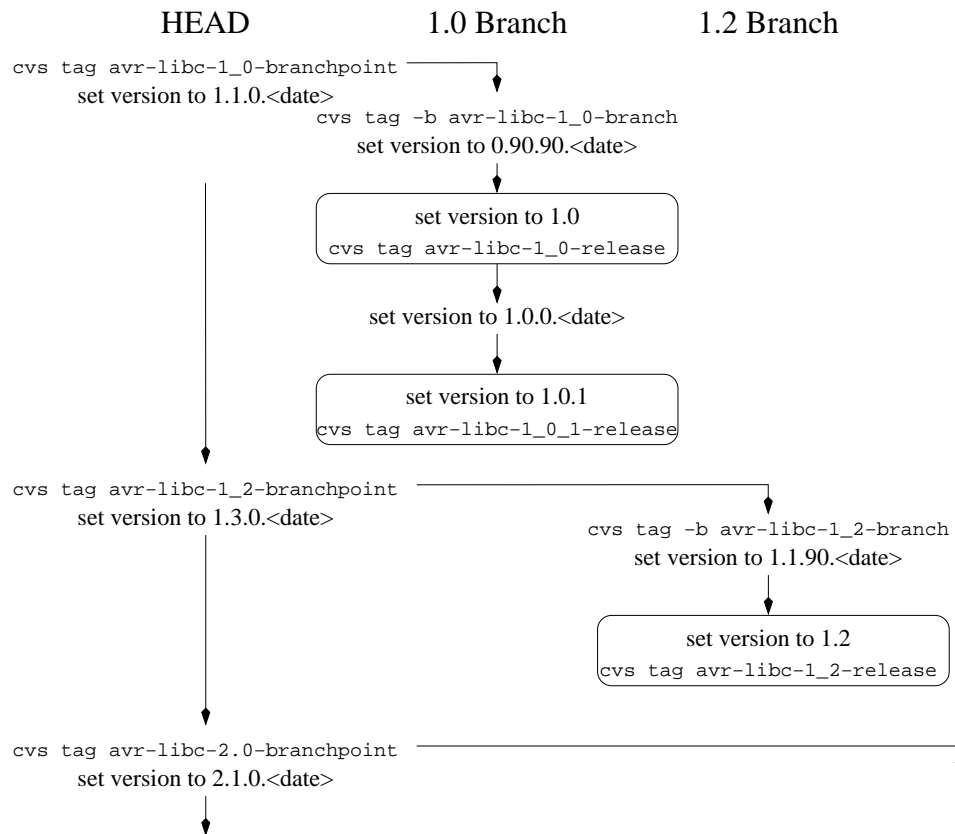 HEAD
1.0 Branch
1.2 Branch
cvs tag avr-libc-1_0-branchpoint
set version to 1.1.0.<date>
cvs tag -b avr-libc-1_0-branch
set version to 0.90.90.<date>
set version to 1.0
cvs tag avr-libc-1_0-release
set version to 1.0.0.<date>
set version to 1.0.1
cvs tag avr-libc-1_0_1-release
cvs tag avr-libc-1_2-branchpoint
set version to 1.3.0.<date>
cvs tag -b avr-libc-1_2-branch
set version to 1.1.90.<date>
set version to 1.2
cvs tag avr-libc-1_2-release
cvs tag avr-libc-2.0-branchpoint
set version to 2.1.0.<date>